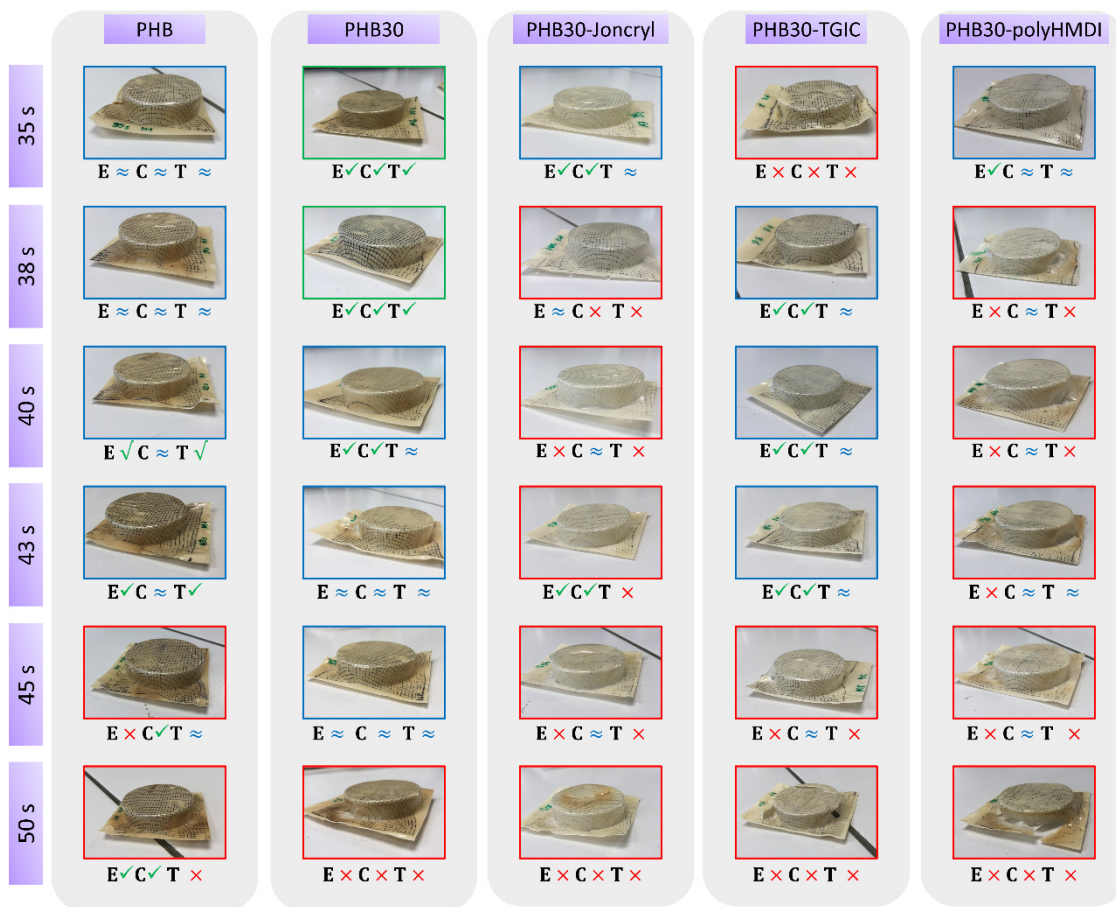 PHB PHB30 PHB30-Joncryl PHB30-TGIC PHB30-polyHMDI
35 s
E ≈ C ≈ T ≈ E✓C✓T✓ E✓C✓T ≈ E × C × T × E ✓C ≈ T ≈
38 s
E ≈ C ≈ T ≈ E✓C✓T✓ E ≈ C × T × E✓C✓T ≈ E × C ≈ T ×
40 s
E √ C ≈ T √ E✓C✓T ≈ E × C ≈ T × E✓C✓T ≈ E × C ≈ T ×
43 s
E✓C ≈ T✓ E ≈ C ≈ T ≈ E✓C✓T × E✓C✓T ≈ E × C ≈ T ≈
45 s
E × C✓T ≈ E ≈ C ≈ T ≈ E × C ≈ T × E × C ≈ T × E × C ≈ T ×
50 s
E✓C✓ T × E × C × T × E × C × T × E × C × T × E × C × T ×